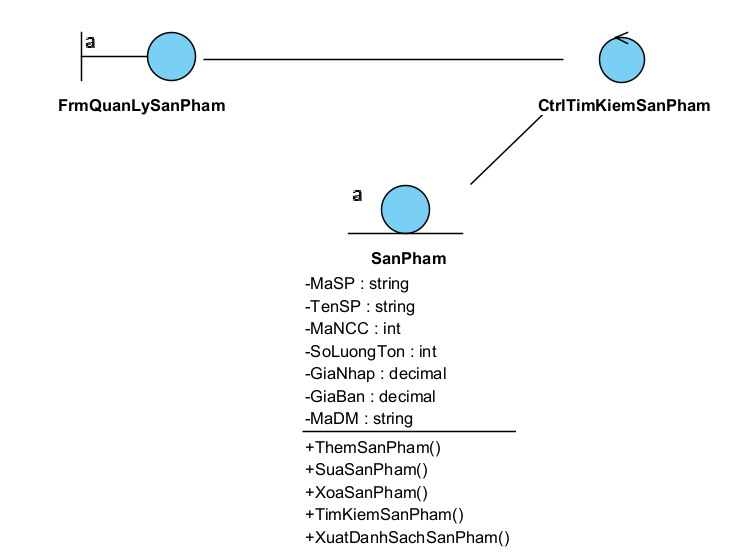 a
FrmQuanLySanPham
CtrlTimKiemSanPham
a
SanPham
-MaSP : string
-TenSP : string
-MaNCC : int
-SoLuongTon : int
-GiaNhap : decimal
-GiaBan : decimal
-MaDM : string
+ThemSanPham()
+SuaSanPham()
+XoaSanPham()
+TimKiemSanPham()
+XuatDanhSachSanPham()